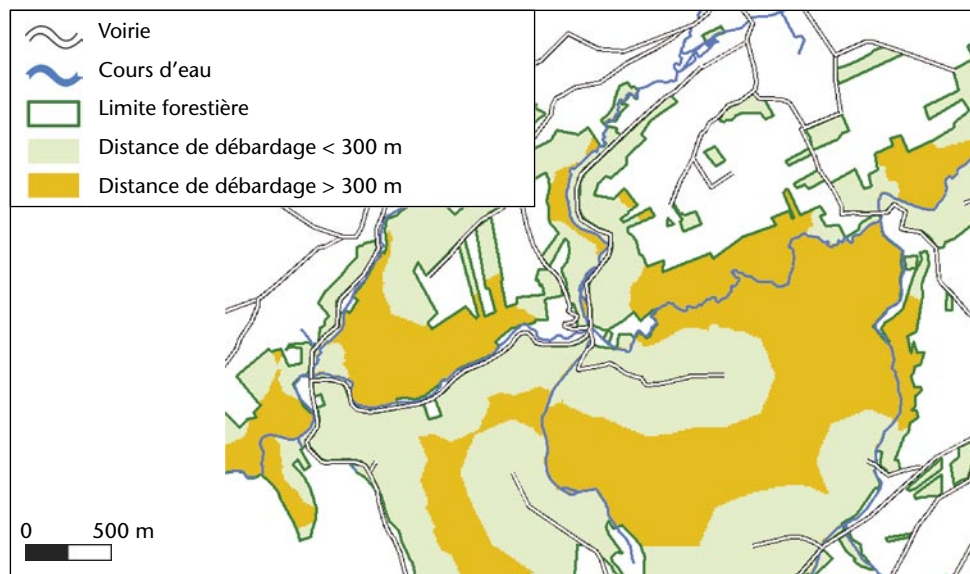 Voirie
Cours d'eau
Limite forestière
Distance de débardage < 300 m
Distance de débardage > 300 m
0 500 m